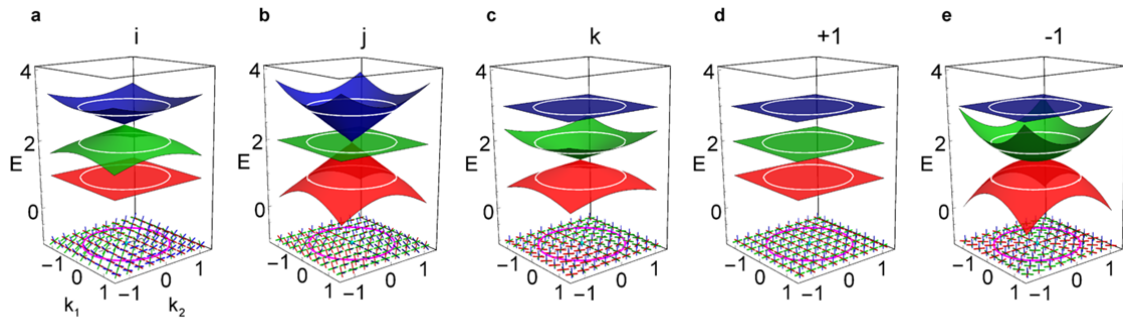 a b c d e
i j k +1 -1
4 4 4 4 4
2 2 2 2 2
E E E E E
0 0 0 0 0
−1 0 1 −1 0 1 −1 0 1 −1 0 1 −1 0 1 −1 0 1 −1 0 1 −1 0 1 −1 0 1 −1 0 1
k1 k2